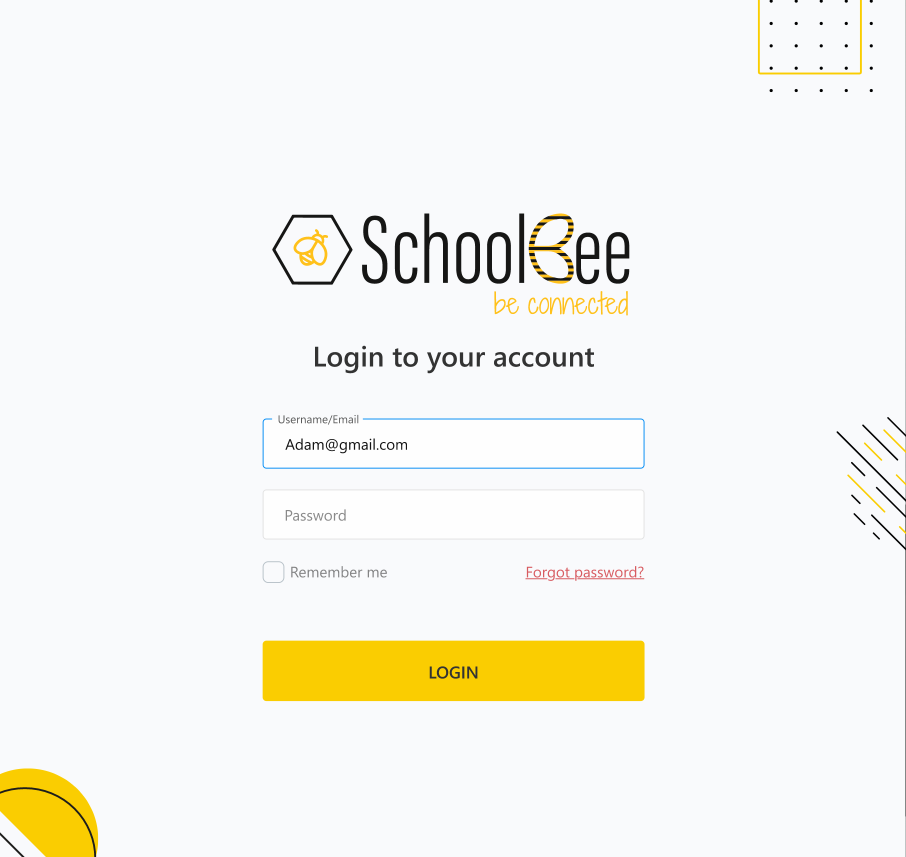 SchoolBee
be connected
Login to your account
Username/Email
Adam@gmail.com
Password
Remember me Forgot password?
LOGIN